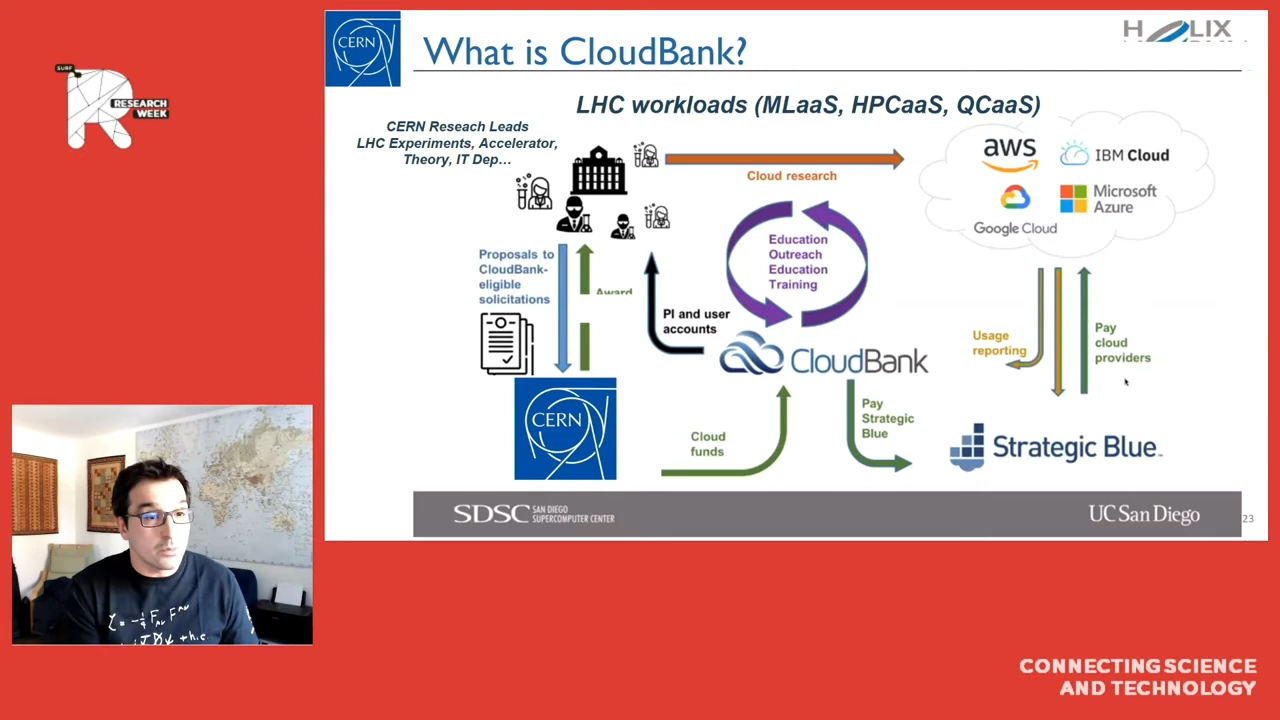 SURF
RESEARCH
WEEK
CERN
What is CloudBank?
LHC workloads (MLaaS, HPCaaS, QCaaS)
CERN Reseach Leads
LHC Experiments, Accelerator,
Theory, IT Dep…
Cloud research
aws
IBM Cloud
Microsoft
Azure
Google Cloud
Proposals to
CloudBank-
eligible
solicitations
Award
Education
Outreach
Education
Training
PI and user
accounts
CloudBank
Usage
reporting
Pay
cloud
providers
CERN
Cloud
funds
Pay
Strategic
Blue
Strategic Blue
SDSC SAN DIEGO
SUPERCOMPUTER CENTER
UC San Diego
23
CONNECTING SCIENCE
AND TECHNOLOGY